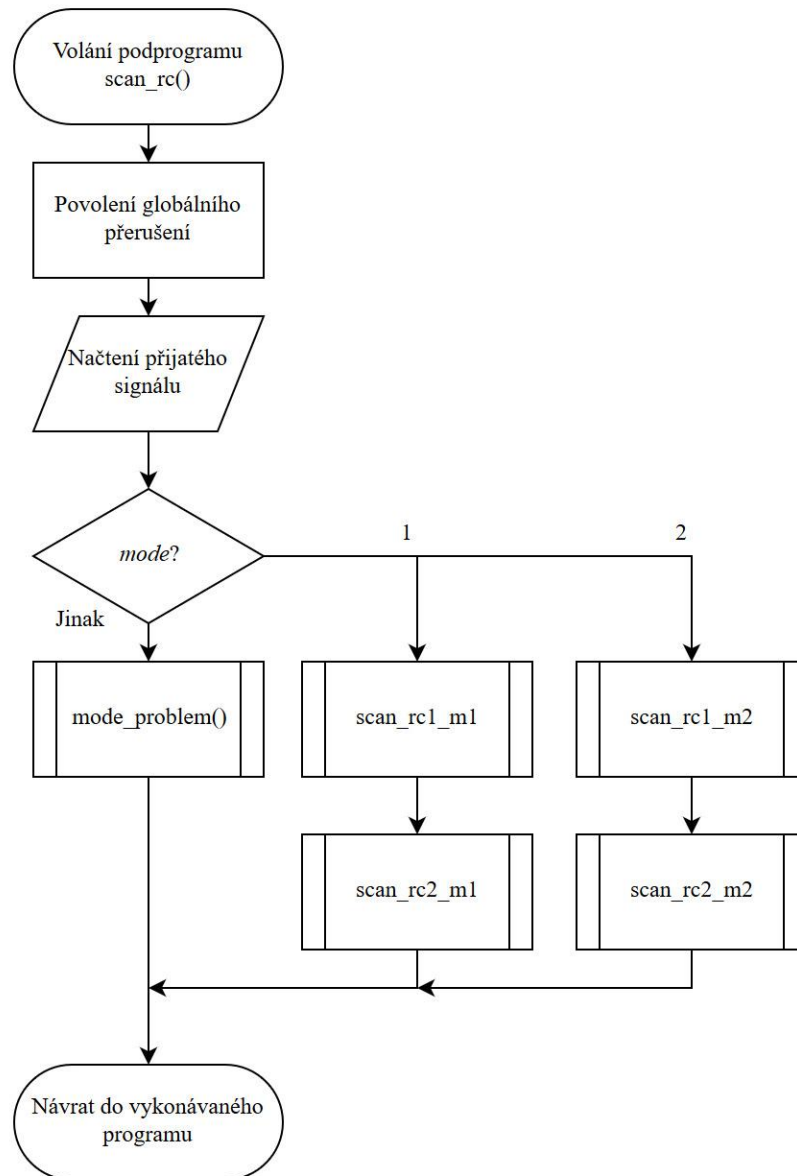 Volání podprogramu
scan_rc()
Povolení globálního
přerušení
Načtení přijatého
signálu
mode?
1
2
Jinak
mode_problem()
scan_rc1_m1
scan_rc1_m2
scan_rc2_m1
scan_rc2_m2
Návrat do vykonávaného
programu